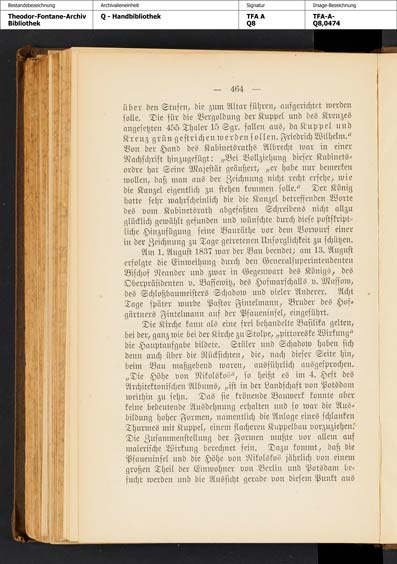 Bestandsbezeichnung
Archivalieneinheit
Signatur
Image-Bezeichnung
Theodor-Fontane-Archiv
Bibliothek
Q - Handbibliothek
TFA A
Q8
TFA-A-
Q8,0474
— 464 —
über den Stufen, die zum Altar führen, aufgerichtet werden
solle. Die für die Vergoldung der Kuppel und des Kreuzes
angesetzten 455 Thaler 15 Sgr. fallen aus, da Kuppel und
Kreuz grün gestrichen werden sollen. Friedrich Wilhelm.“
Von der Hand des Kabinetsraths Albrecht war in einer
Nachschrift hinzugefügt: „Bei Vollziehung dieser Kabinets-
ordre hat Seine Majestät geäußert, „er habe nur bemerken
wollen, daß man aus der Zeichnung nicht recht ersehe, wie
die Kanzel eigentlich zu stehen kommen solle.“ Der König
hatte sehr wahrscheinlich die die Kanzel betreffenden Worte
des vom Kabinetsrath abgefaßten Schreibens nicht allzu
glücklich gewählt gefunden und wünschte durch diese postskript-
liche Hinzufügung seine Bauräthe vor dem Vorwurf einer
in der Zeichnung zu Tage getretenen Unsorglichkeit zu schützen.
Am 1. August 1837 war der Bau beendet; am 13. August
erfolgte die Einweihung durch den Generalsuperintendenten
Bischof Neander und zwar in Gegenwart des Königs, des
Oberpräsidenten v. Bassewitz, des Hofmarschalls v. Massow,
des Schloßbaumeisters Schadow und vieler Anderer. Acht
Tage später wurde Pastor Fintelmann, Bruder des Hof-
gärtners Fintelmann auf der Pfaueninsel, eingeführt.
Die Kirche kann als eine frei behandelte Basilika gelten,
bei der, ganz wie bei der Kirche zu Stolpe, „pittoreske Wirkung“
die Hauptaufgabe bildete. Stüler und Schadow haben sich
denn auch über die Rücksichten, die, nach dieser Seite hin,
beim Bau maßgebend waren, ausführlich ausgesprochen.
„Die Höhe von Nikolskoë“, so heißt es im 4. Heft des
Architektonischen Albums, „ist in der Landschaft von Potsdam
weithin zu sehn. Das sie krönende Bauwerk konnte aber
keine bedeutende Ausdehnung erhalten und so war die Aus-
bildung hoher Formen, namentlich die Anlage eines schlanken
Thurmes mit Kuppel, einem flacheren Kuppelbau vorzuziehen.
Die Zusammenstellung der Formen mußte vor allem auf
malerische Wirkung berechnet sein. Dazu kommt, daß die
Pfaueninsel und die Höhe von Nikolskoë jährlich von einem
großen Theil der Einwohner von Berlin und Potsdam be-
sucht werden und die Aussicht gerade von diesem Punkt aus